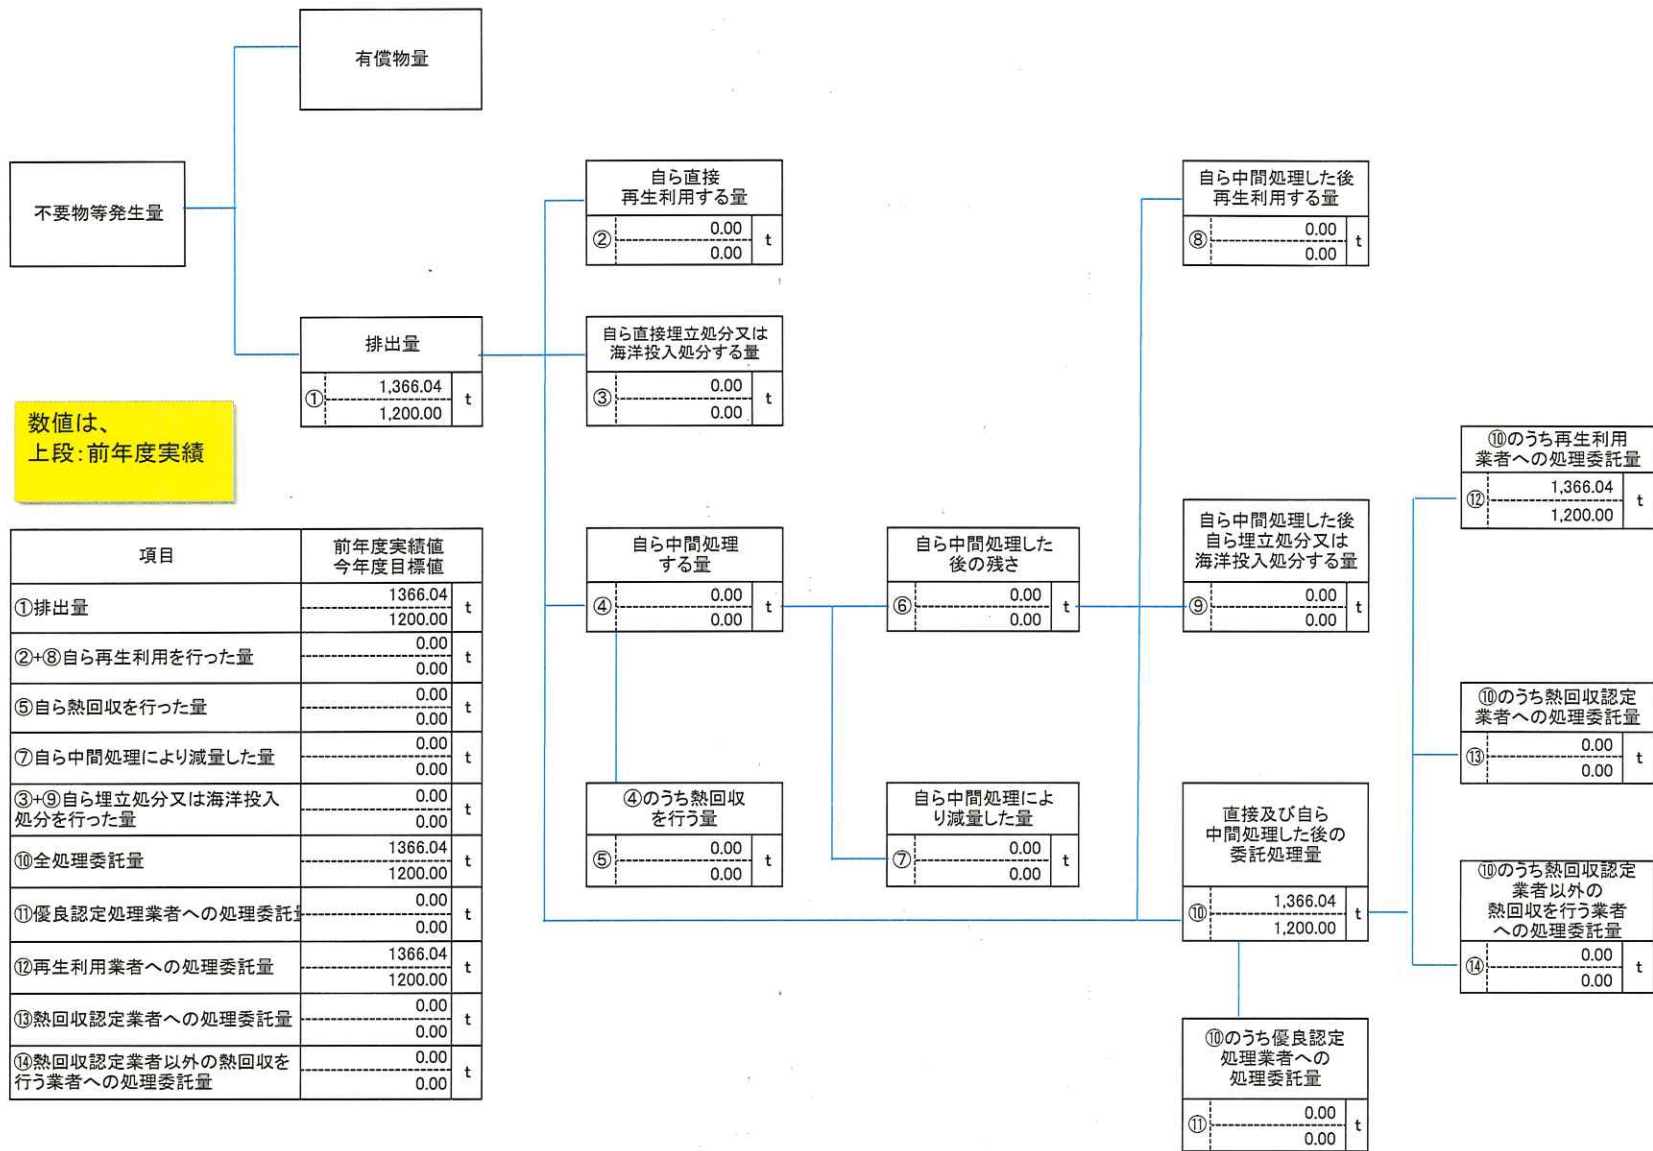 有償物量
不要物等発生量
自ら直接
再生利用する量
② 0.00 t
0.00
自ら中間処理した後
再生利用する量
⑧ 0.00 t
0.00
排出量
① 1,366.04 t
1,200.00
自ら直接埋立処分又は
海洋投入処分する量
③ 0.00 t
0.00
数値は、
上段:前年度実績
⑩のうち再生利用
業者への処理委託量
⑫ 1,366.04 t
1,200.00
自ら中間処理
する量
④ 0.00 t
0.00
自ら中間処理した
後の残さ
⑥ 0.00 t
0.00
自ら中間処理した後
自ら埋立処分又は
海洋投入処分する量
⑨ 0.00 t
0.00
⑩のうち熱回収認定
業者への処理委託量
⑬ 0.00 t
0.00
④のうち熱回収
を行う量
⑤ 0.00 t
0.00
自ら中間処理によ
り減量した量
⑦ 0.00 t
0.00
直接及び自ら
中間処理した後の
委託処理量
⑩ 1,366.04 t
1,200.00
⑩のうち熱回収認定
業者以外の
熱回収を行う業者
への処理委託量
⑭ 0.00 t
0.00
⑩のうち優良認定
処理業者への
処理委託量
⑪ 0.00 t
0.00
項目 前年度実績値
今年度目標値
①排出量 1366.04 t
1200.00
②+⑧自ら再生利用を行った量 0.00 t
0.00
⑤自ら熱回収を行った量 0.00 t
0.00
⑦自ら中間処理により減量した量 0.00 t
0.00
③+⑨自ら埋立処分又は海洋投入
処分を行った量 0.00 t
0.00
⑩全処理委託量 1366.04 t
1200.00
⑪優良認定処理業者への処理委託 0.00 t
0.00
⑫再生利用業者への処理委託量 1366.04 t
1200.00
⑬熱回収認定業者への処理委託量 0.00 t
0.00
⑭熱回収認定業者以外の熱回収を
行う業者への処理委託量 0.00 t
0.00